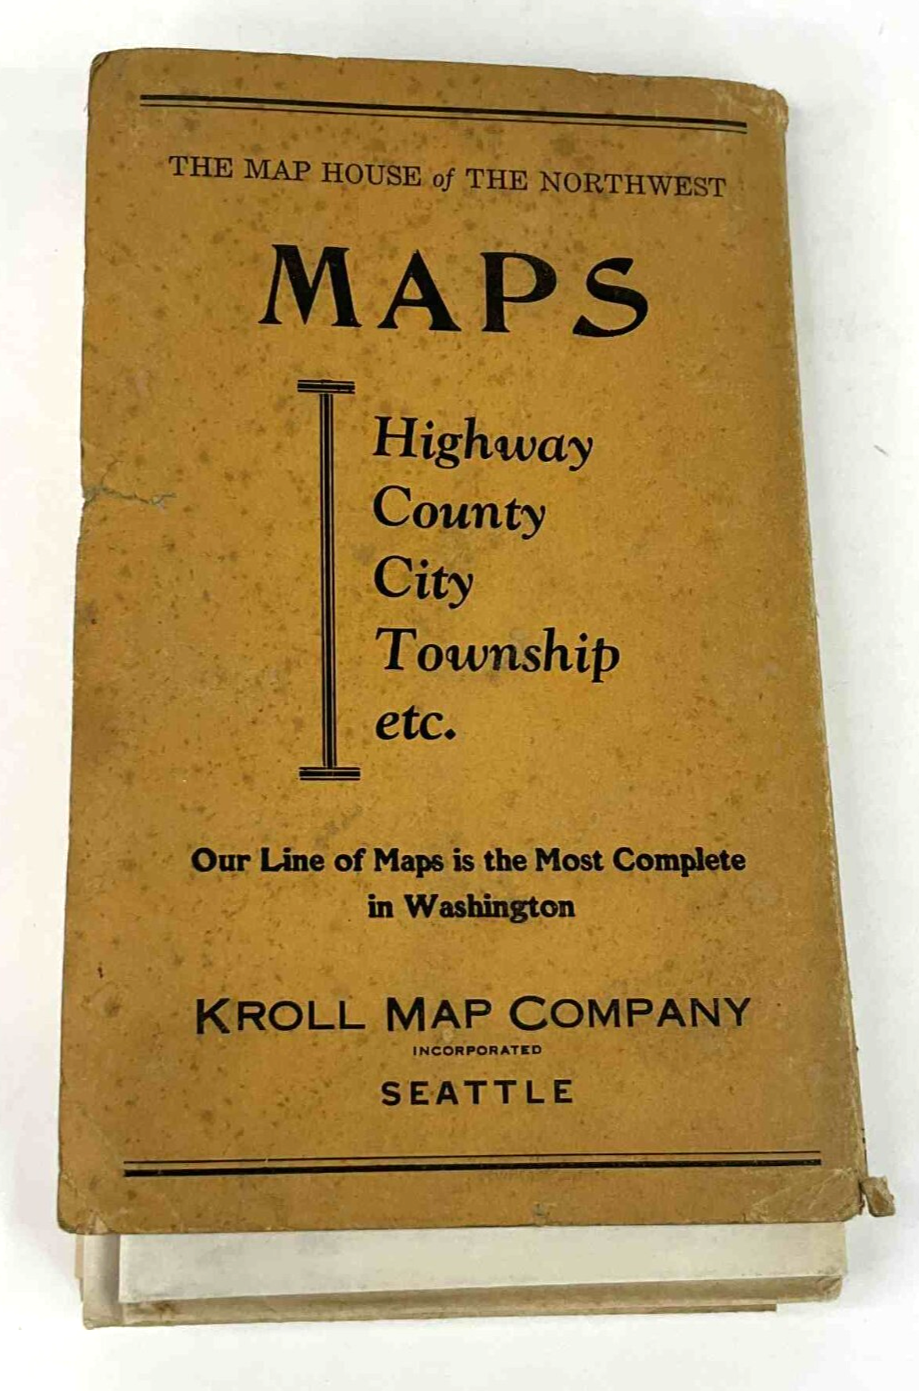 THE MAP HOUSE of THE NORTHWEST
MAPS
Highway
County
City
Township
etc.
Our Line of Maps is the Most Complete
in Washington
KROLL MAP COMPANY
INCORPORATED
SEATTLE